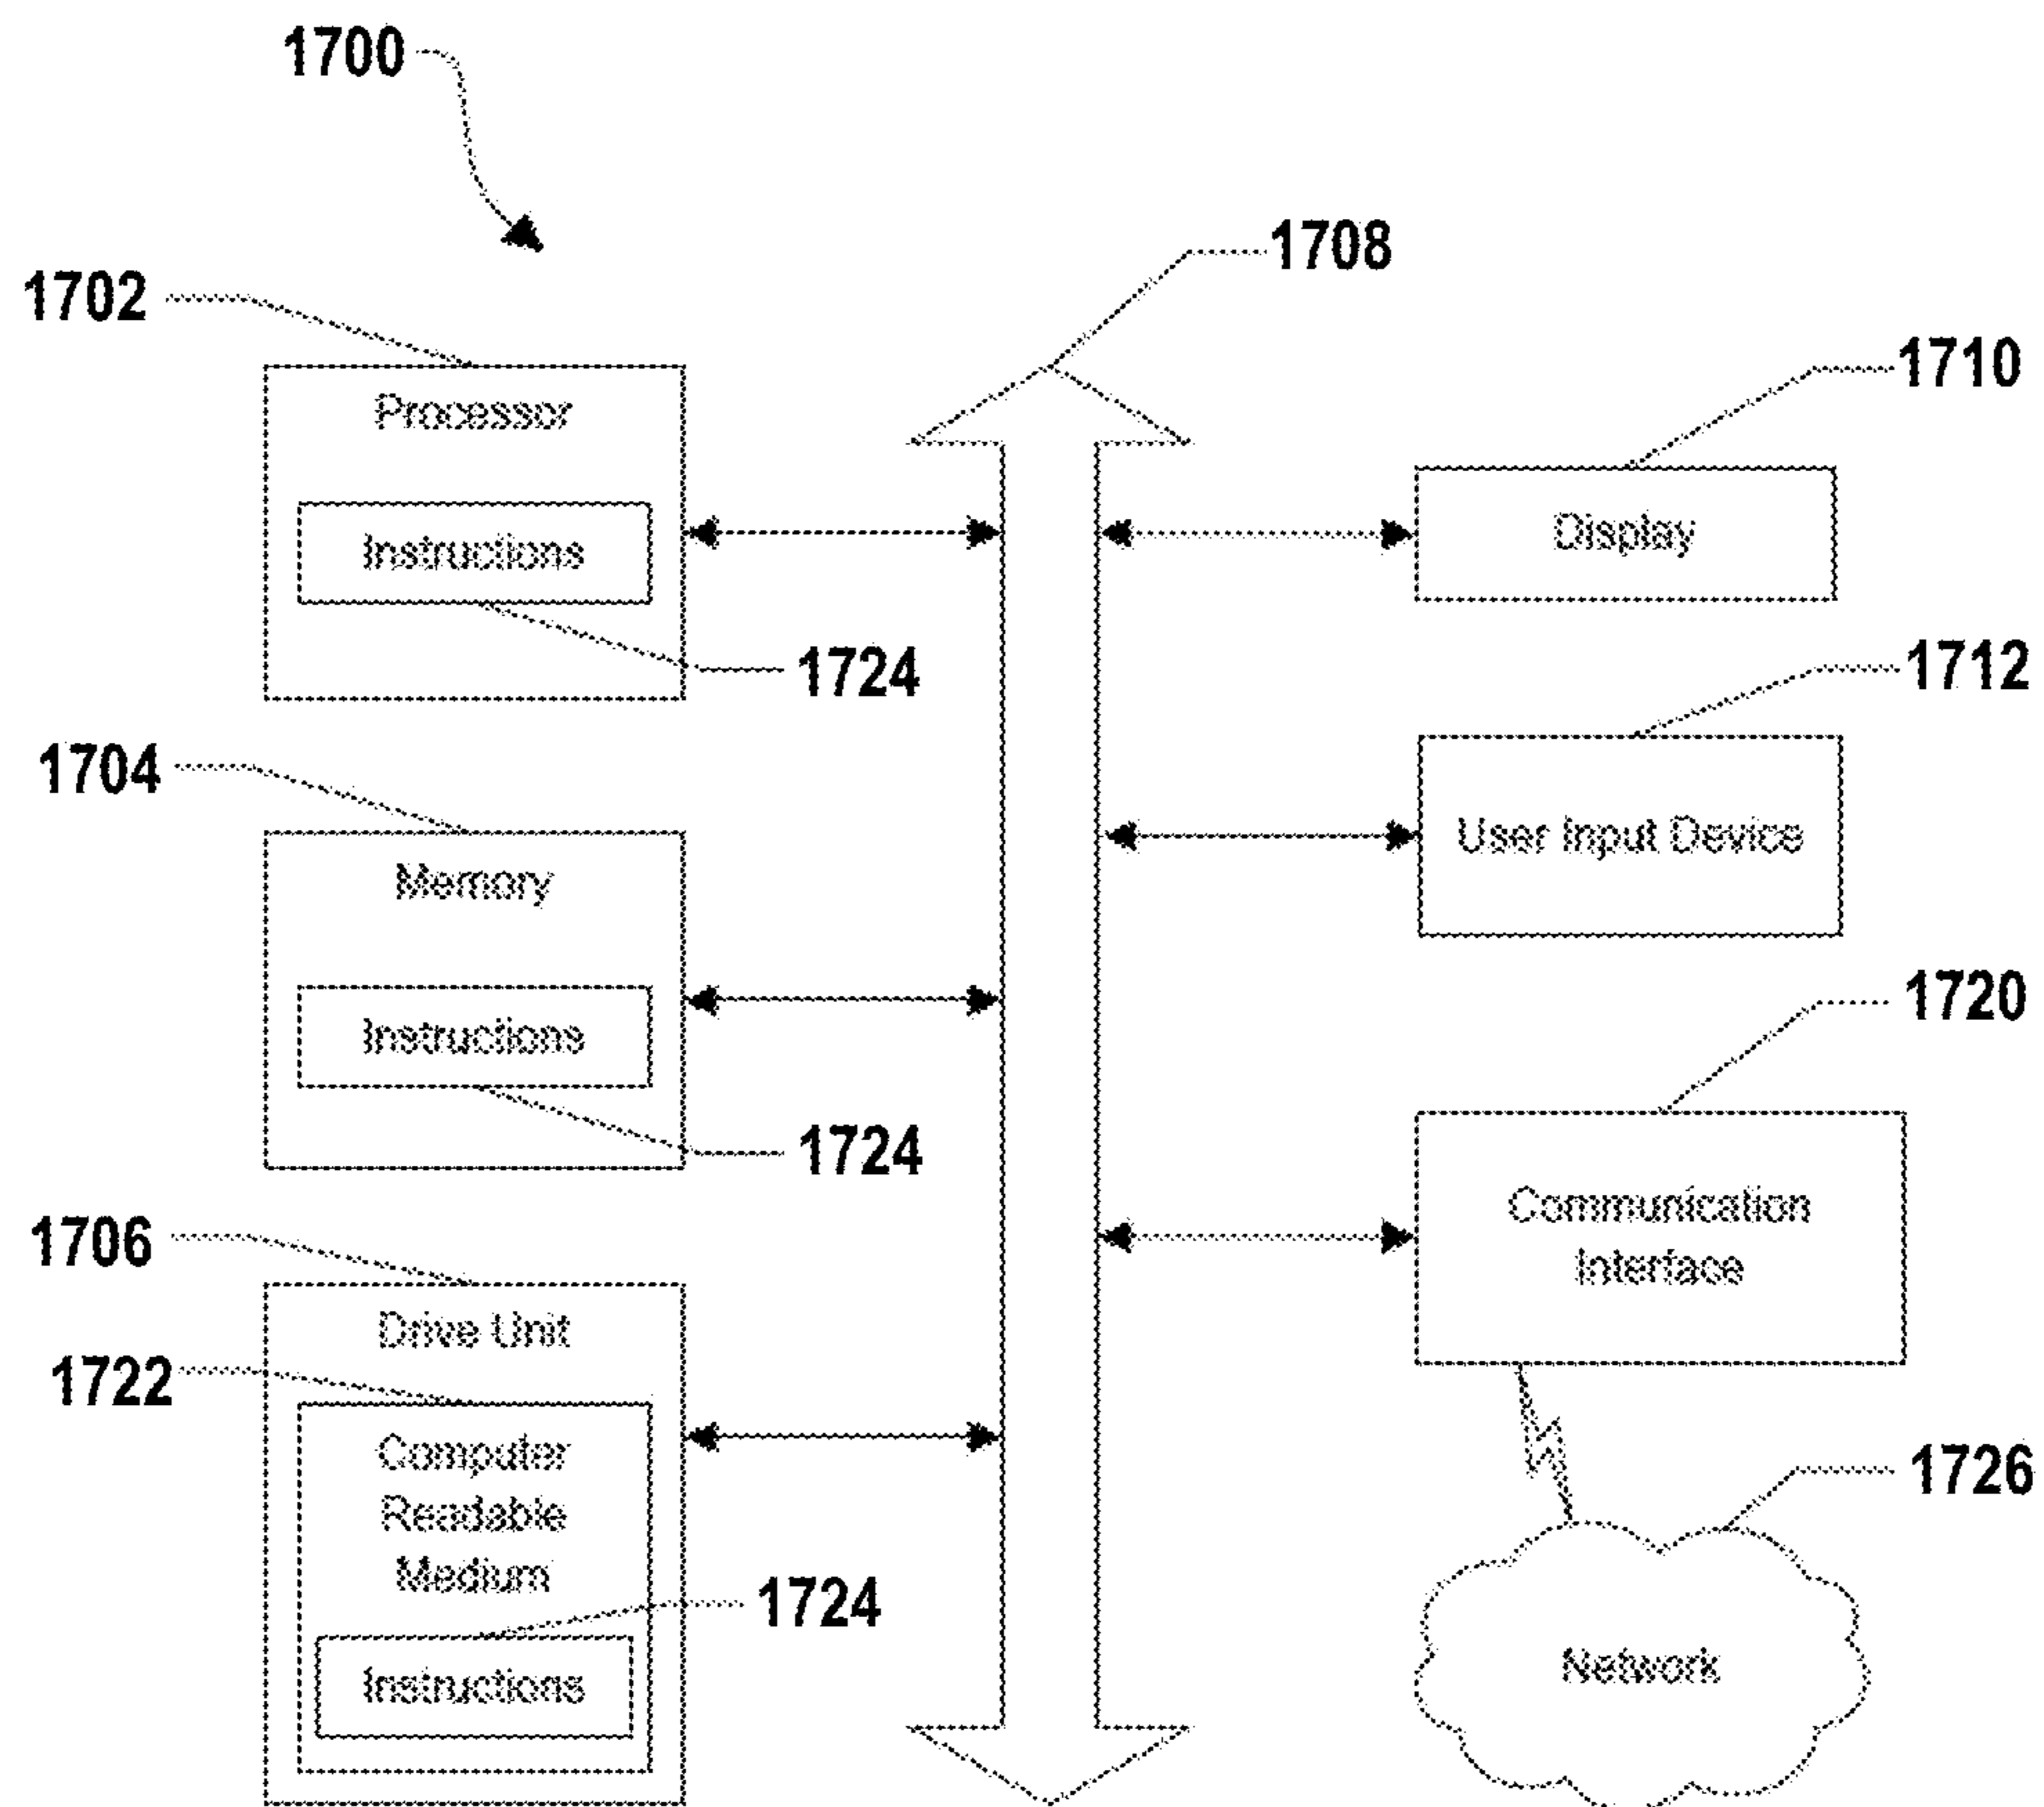 1700
1708
1702
1710
Processor
Instructions
Display
1724
1712
1704
User Input Device
Memory
1720
Instructions
1724
Communication
Interface
1706
Drive Unit
1722
Computer
Readable
Medium
1726
1724
Instructions
Network